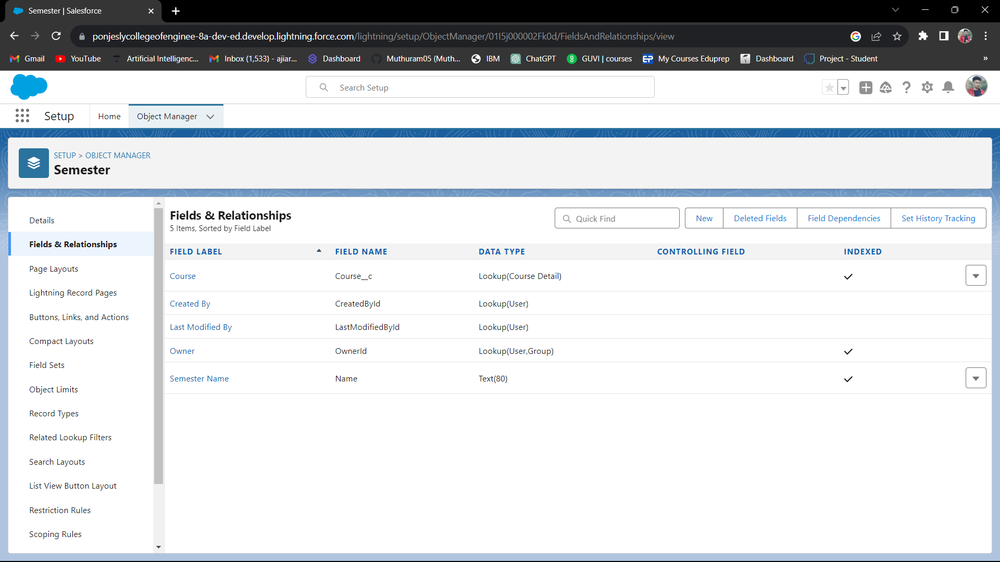 Semester | Salesforce
ponjeslycollegeofenginee-8a-dev-ed.develop.lightning.force.com/lightning/setup/ObjectManager/01I5j000002Fk0d/FieldsAndRelationships/view
Gmail YouTube Artificial Intelligenc... Inbox (1,533) - ajiar... Dashboard Muthuram05 (Muth... IBM ChatGPT GUVI | courses EP My Courses Eduprep Dashboard Project - Student »
Search Setup
Setup Home Object Manager
SETUP > OBJECT MANAGER
Semester
Details
Fields & Relationships
Page Layouts
Lightning Record Pages
Buttons, Links, and Actions
Compact Layouts
Field Sets
Object Limits
Record Types
Related Lookup Filters
Search Layouts
List View Button Layout
Restriction Rules
Scoping Rules
Fields & Relationships
5 Items, Sorted by Field Label
Quick Find New Deleted Fields Field Dependencies Set History Tracking
FIELD LABEL FIELD NAME DATA TYPE CONTROLLING FIELD INDEXED
Course Course__c Lookup(Course Detail)
Created By CreatedById Lookup(User)
Last Modified By LastModifiedById Lookup(User)
Owner OwnerId Lookup(User,Group)
Semester Name Name Text(80)